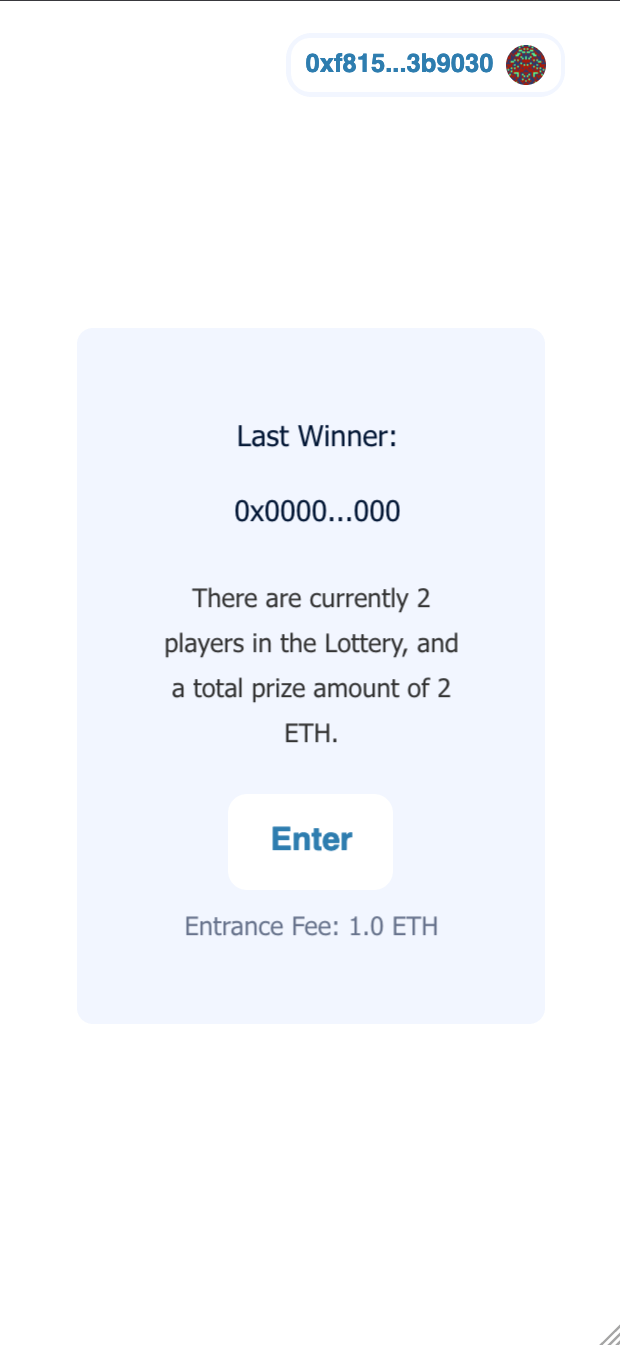 0xf815...3b9030
Last Winner:
0x0000...000
There are currently 2
players in the Lottery, and
a total prize amount of 2
ETH.
Enter
Entrance Fee: 1.0 ETH